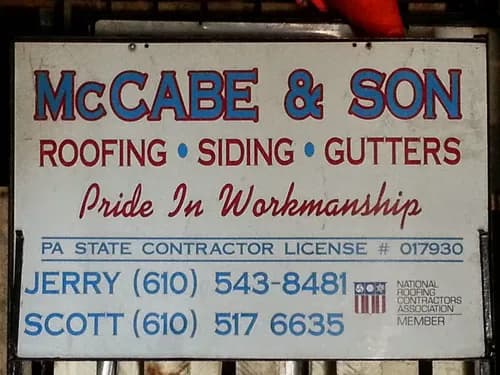 McCABE & SON
ROOFING • SIDING • GUTTERS
Pride In Workmanship
PA STATE CONTRACTOR LICENSE # 017930
JERRY (610) 543-8481
SCOTT (610) 517 6635
NATIONAL
ROOFING
CONTRACTORS
ASSOCIATION
MEMBER